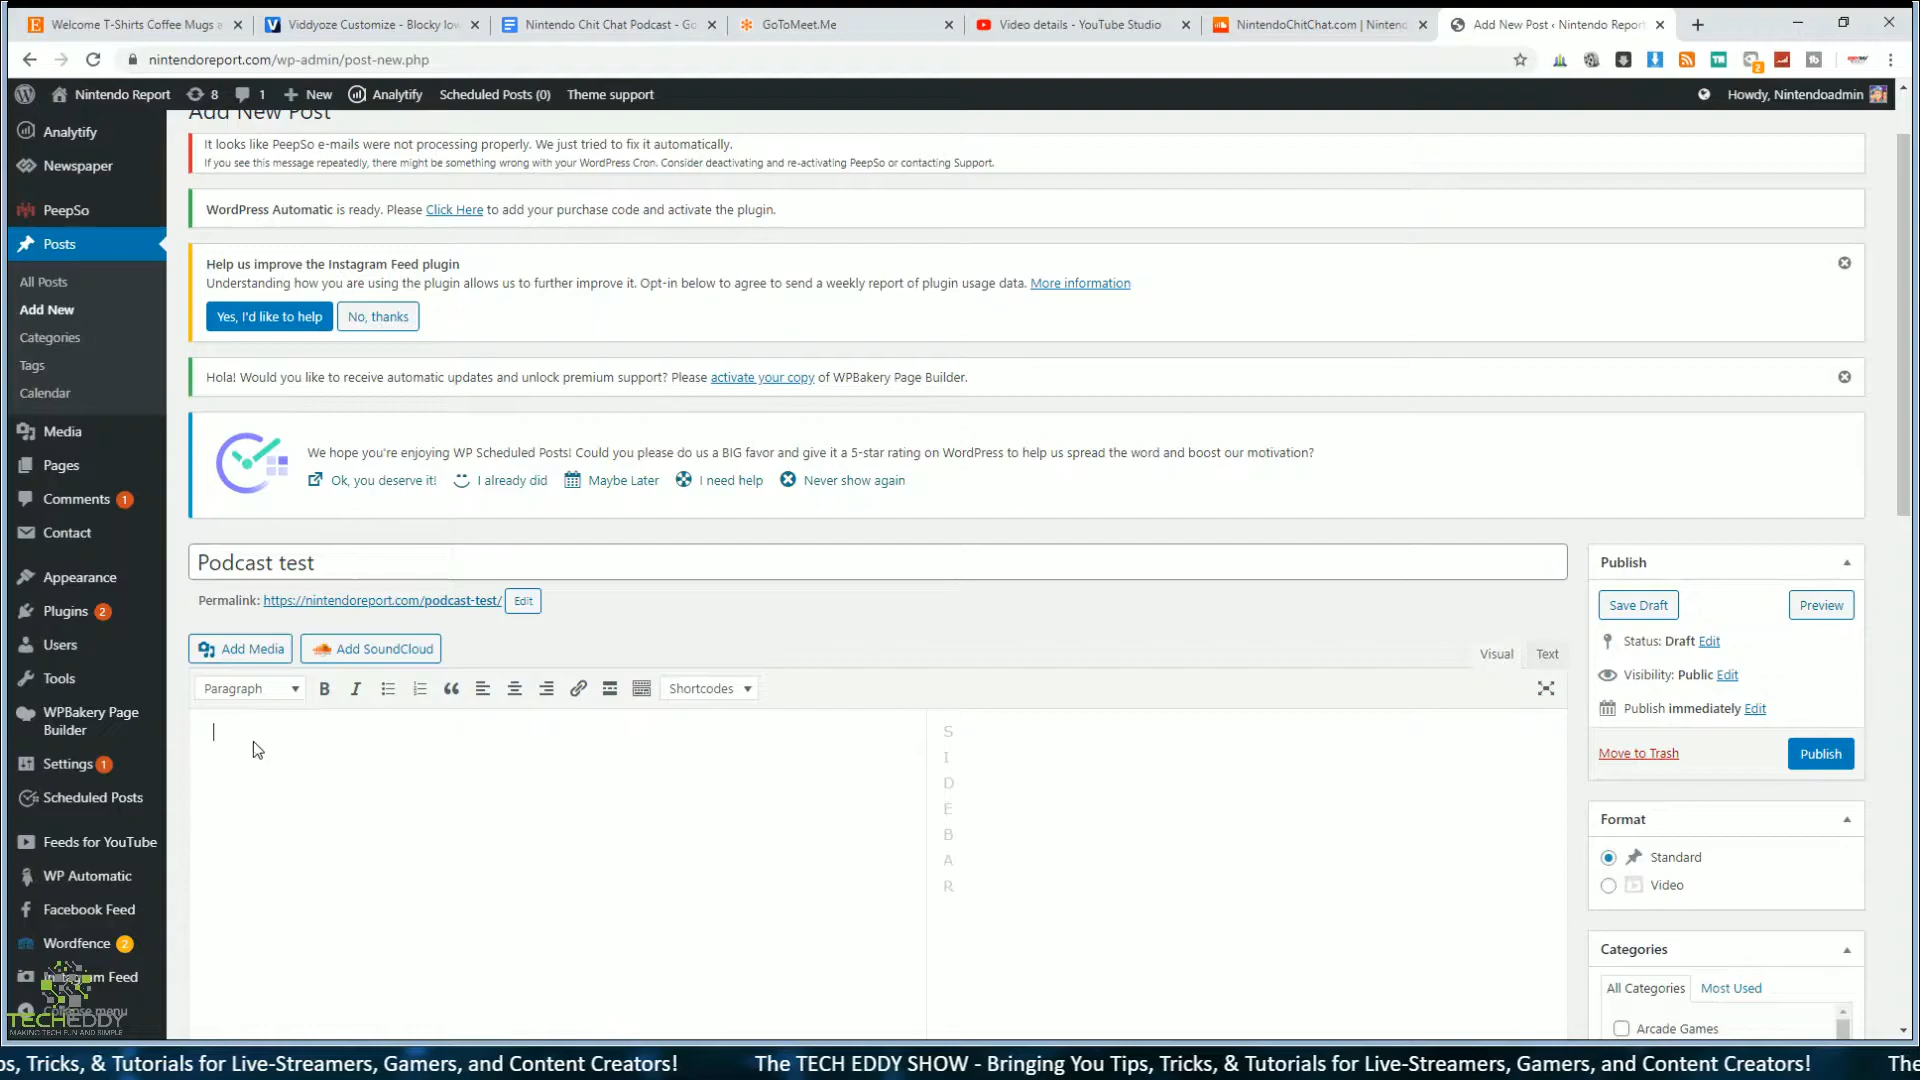 Welcome T-Shirts Coffee Mugs a
Viddyoze Customize - Blocky low
Nintendo Chit Chat Podcast - Go
GoToMeet.Me
Video details - YouTube Studio
NintendoChitChat.com | Nintend
Add New Post ‹ Nintendo Report
nintendoreport.com/wp-admin/post-new.php
2
Nintendo Report
8
1
New
Analytify
Scheduled Posts (0)
Theme support
Howdy, Nintendoadmin
Analytify
Newspaper
PeepSo
Posts
All Posts
Add New
Categories
Tags
Calendar
Media
Pages
Comments 1
Contact
Appearance
Plugins 2
Users
Tools
WPBakery Page
Builder
Settings 1
Scheduled Posts
Feeds for YouTube
WP Automatic
Facebook Feed
Wordfence 2
Instagram Feed
Collapse menu
TECHEDDY
MAKING TECH FUN AND SIMPLE
Add New Post
It looks like PeepSo e-mails were not processing properly. We just tried to fix it automatically.
If you see this message repeatedly, there might be something wrong with your WordPress Cron. Consider deactivating and re-activating PeepSo or contacting Support.
WordPress Automatic is ready. Please Click Here to add your purchase code and activate the plugin.
Help us improve the Instagram Feed plugin
Understanding how you are using the plugin allows us to further improve it. Opt-in below to agree to send a weekly report of plugin usage data. More information
Yes, I'd like to help
No, thanks
Hola! Would you like to receive automatic updates and unlock premium support? Please activate your copy of WPBakery Page Builder.
We hope you're enjoying WP Scheduled Posts! Could you please do us a BIG favor and give it a 5-star rating on WordPress to help us spread the word and boost our motivation?
Ok, you deserve it!
I already did
Maybe Later
I need help
Never show again
Podcast test
Permalink: https://nintendoreport.com/podcast-test/ Edit
Add Media
Add SoundCloud
Visual
Text
Paragraph
B
I
Shortcodes
S
I
D
E
B
A
R
Publish
Save Draft
Preview
Status: Draft Edit
Visibility: Public Edit
Publish immediately Edit
Move to Trash
Publish
Format
Standard
Video
Categories
All Categories
Most Used
Arcade Games
ps, Tricks, & Tutorials for Live-Streamers, Gamers, and Content Creators!
The TECH EDDY SHOW - Bringing You Tips, Tricks, & Tutorials for Live-Streamers, Gamers, and Content Creators!
The